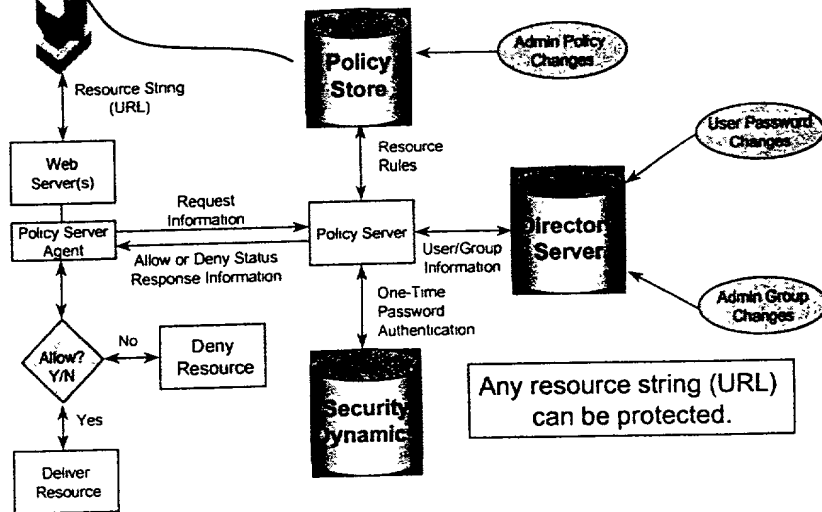 Policy
Store
Admin Policy
Changes
Resource String
(URL)
User Password
Changes
Web
Server(s)
Resource
Rules
Request
Information
Policy Server
Agent
Policy Server
Director
Server
Allow or Deny Status
Response Information
User/Group
Information
One-Time
Password
Authentication
Admin Group
Changes
Allow?
Y/N
No
Deny
Resource
Any resource string (URL)
can be protected.
Security
Dynamic
Yes
Deliver
Resource